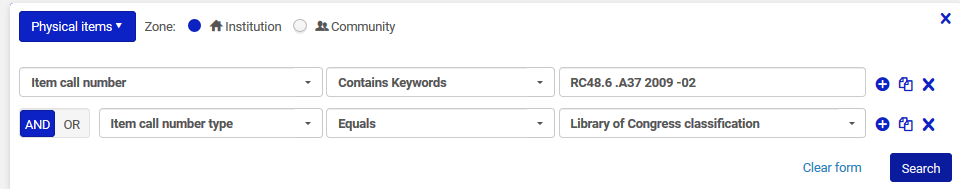 Physical items Zone: Institution Community
Item call number Contains Keywords RC48.6 .A37 2009 -02
AND OR Item call number type Equals Library of Congress classification
Clear form Search